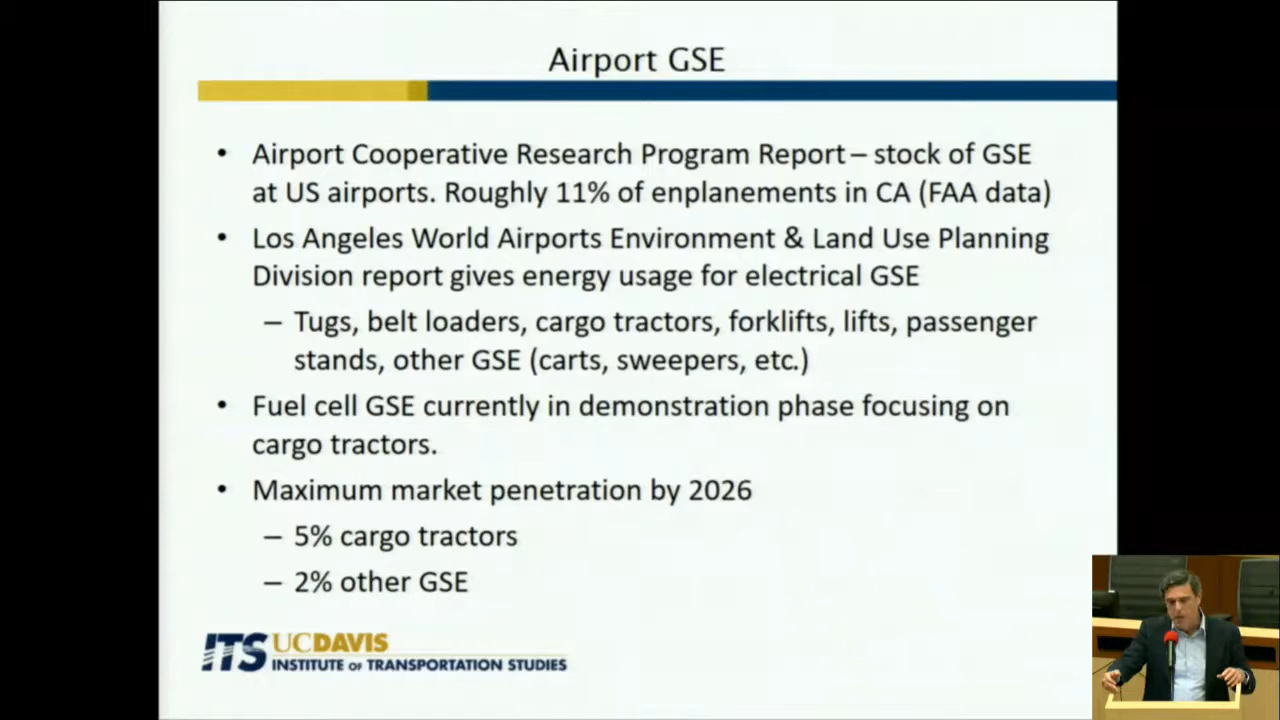 Airport GSE
• Airport Cooperative Research Program Report – stock of GSE
at US airports. Roughly 11% of enplanements in CA (FAA data)
• Los Angeles World Airports Environment & Land Use Planning
Division report gives energy usage for electrical GSE
– Tugs, belt loaders, cargo tractors, forklifts, lifts, passenger
stands, other GSE (carts, sweepers, etc.)
• Fuel cell GSE currently in demonstration phase focusing on
cargo tractors.
• Maximum market penetration by 2026
– 5% cargo tractors
– 2% other GSE
ITS UCDAVIS
INSTITUTE OF TRANSPORTATION STUDIES